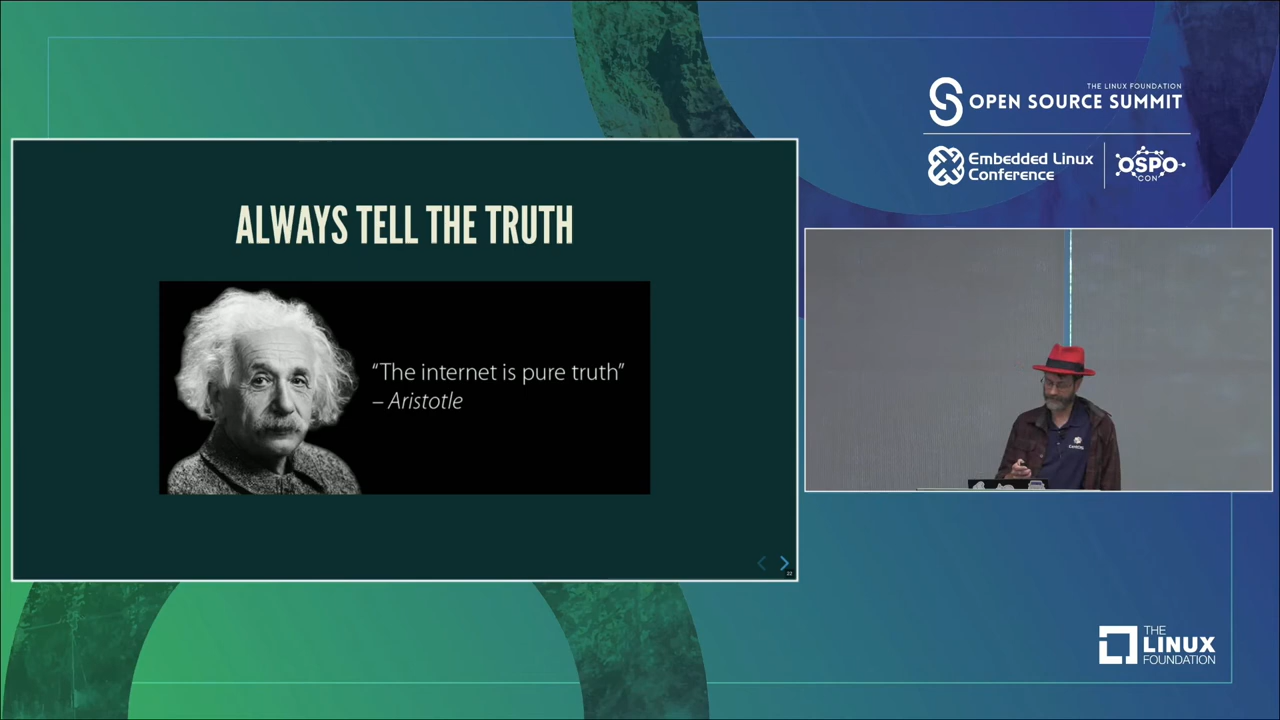 THE LINUX FOUNDATION
OPEN SOURCE SUMMIT
Embedded Linux
Conference
OSPO
CON
ALWAYS TELL THE TRUTH
“The internet is pure truth”
– Aristotle
22
THE
LINUX
FOUNDATION